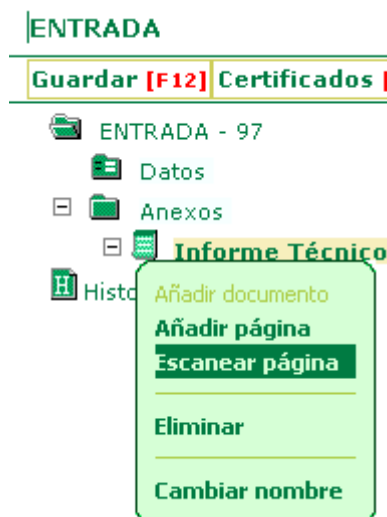 ENTRADA
Guardar [F12] Certificados [
ENTRADA - 97
Datos
Anexos
Informe Técnico
Histo
Añadir documento
Añadir página
Escanear página
Eliminar
Cambiar nombre